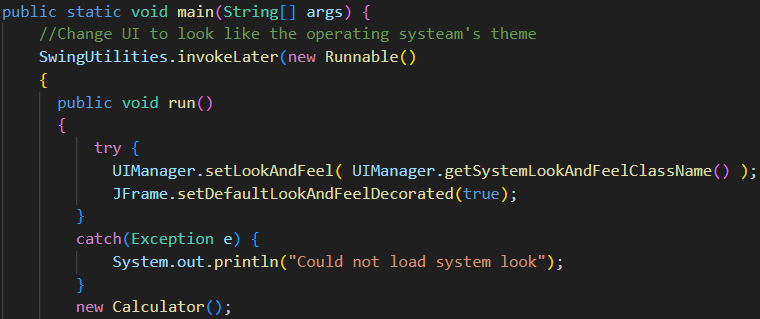 public static void main(String[] args) {
//Change UI to look like the operating systeam's theme
SwingUtilities.invokeLater(new Runnable()
{
public void run()
{
try {
UIManager.setLookAndFeel( UIManager.getSystemLookAndFeelClassName() );
JFrame.setDefaultLookAndFeelDecorated(true);
}
catch(Exception e) {
System.out.println("Could not load system look");
}
new Calculator();